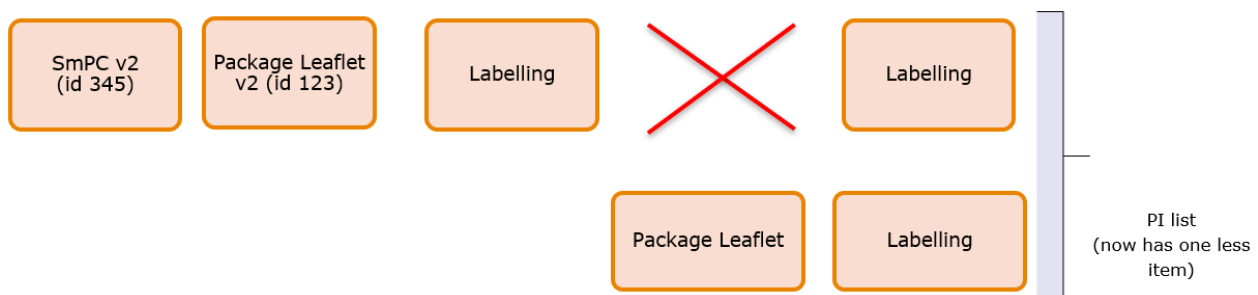 SmPC v2
(id 345)
Package Leaflet
v2 (id 123)
Labelling
Labelling
Package Leaflet
Labelling
PI list
(now has one less
item)